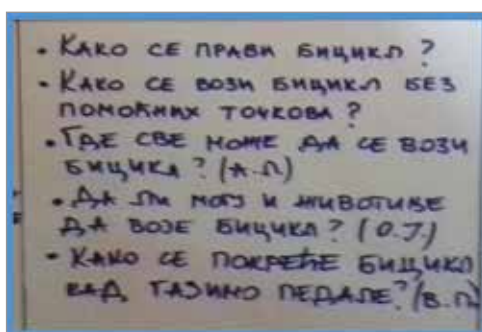 • КАКО СЕ ПРАВИ БИЦИКЛ?
• КАКО СЕ ВОЗИ БИЦИКЛ БЕЗ
ПОМОЋНИХ ТОЧКОВА?
• ГДЕ СВЕ МОЖЕ ДА СЕ ВОЗИ
БИЦИКЛ? (А.П)
• ДА ЛИ МОГУ И ЖИВОТИЊЕ
ДА ВОЗЕ БИЦИКЛ? (О.Ј)
• КАКО СЕ ПОКРЕЋЕ БИЦИКЛ
КАД ГАЗИМО ПЕДАЛЕ? (В.П)